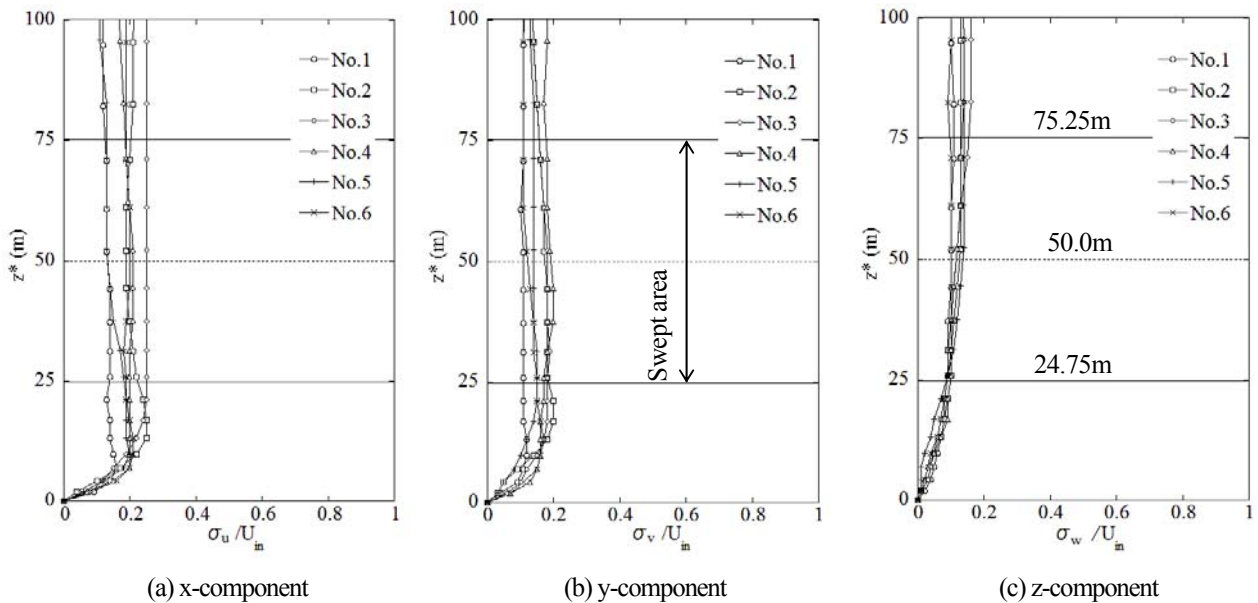 100
75
50
25
0
z* (m)
No.1
No.2
No.3
No.4
No.5
No.6
0 0.2 0.4 0.6 0.8 1
σu /Uin
(a) x-component
100
75
50
25
0
z* (m)
No.1
No.2
No.3
No.4
No.5
No.6
Swept area
0 0.2 0.4 0.6 0.8 1
σv /Uin
(b) y-component
100
75
50
25
0
z* (m)
No.1
No.2
No.3
No.4
No.5
No.6
75.25m
50.0m
24.75m
0 0.2 0.4 0.6 0.8 1
σw /Uin
(c) z-component